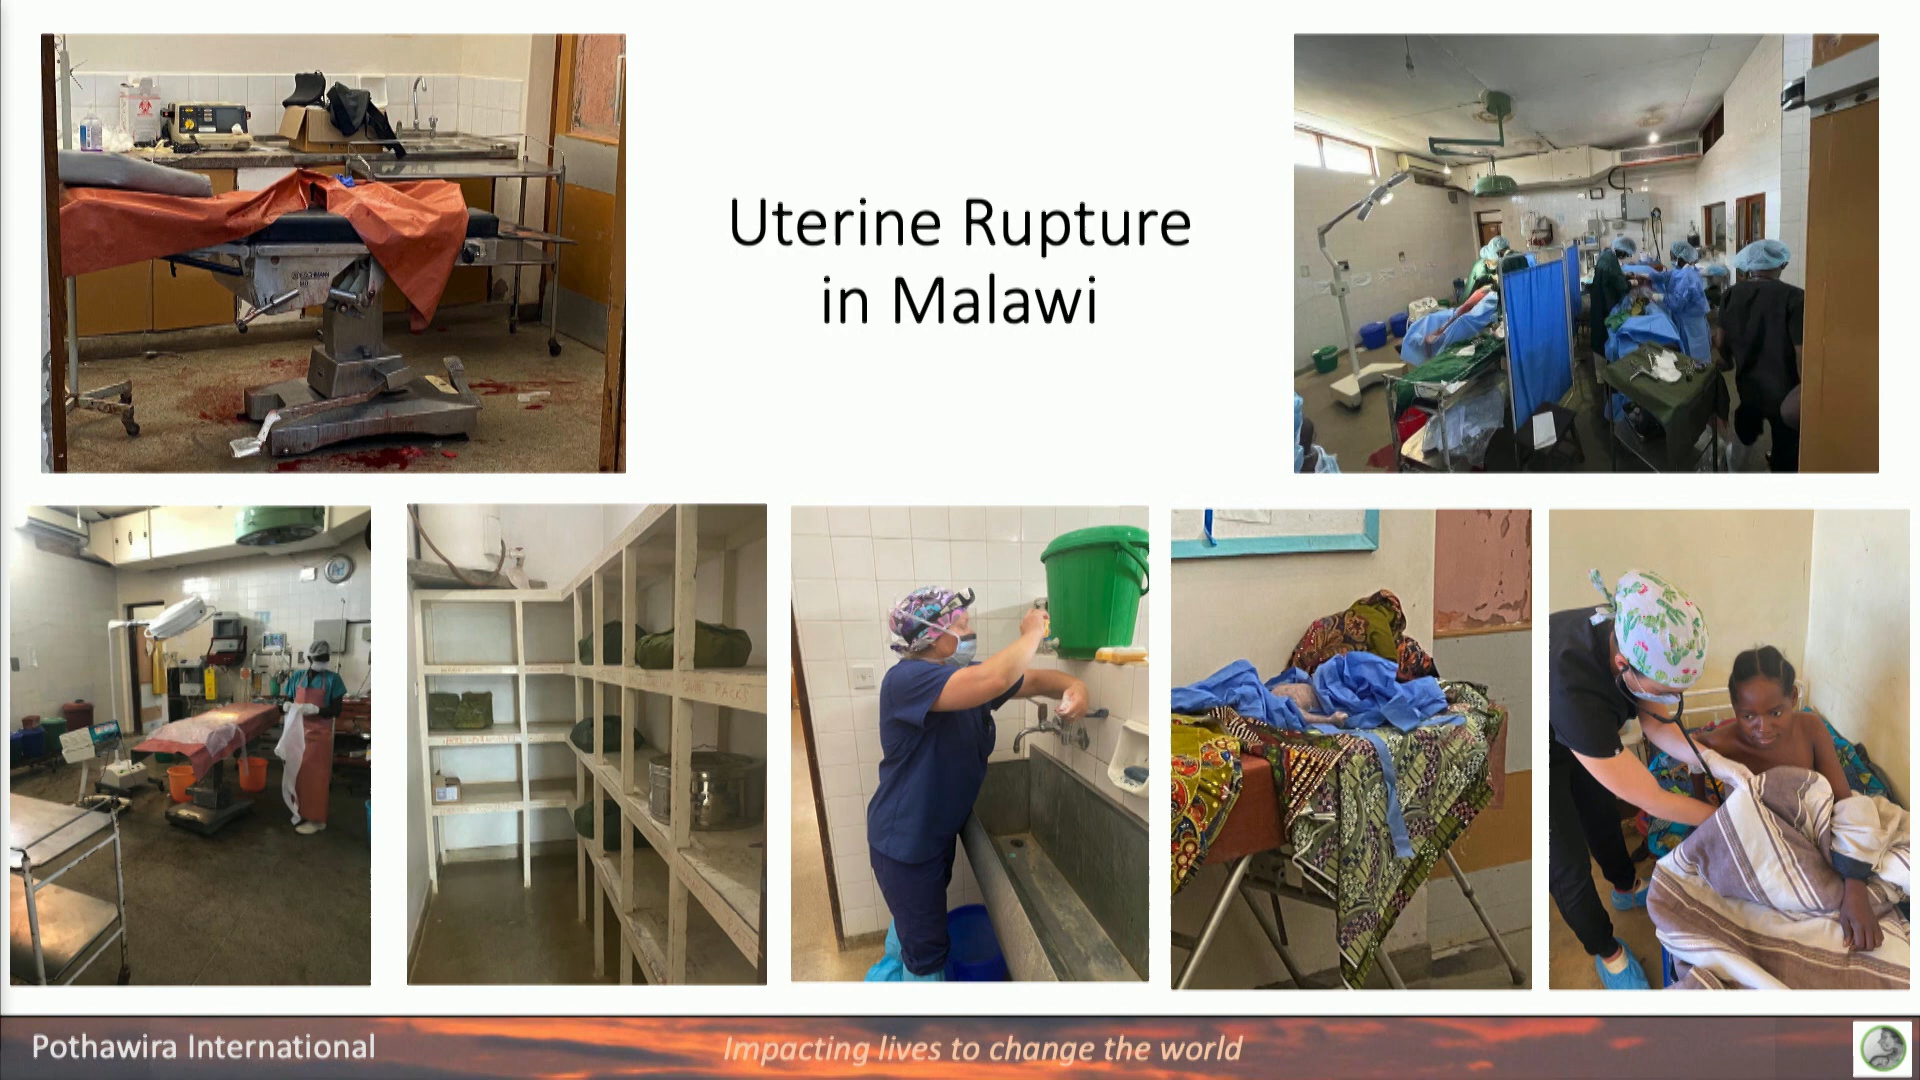 Uterine Rupture
in Malawi
Pothawira International
Impacting lives to change the world